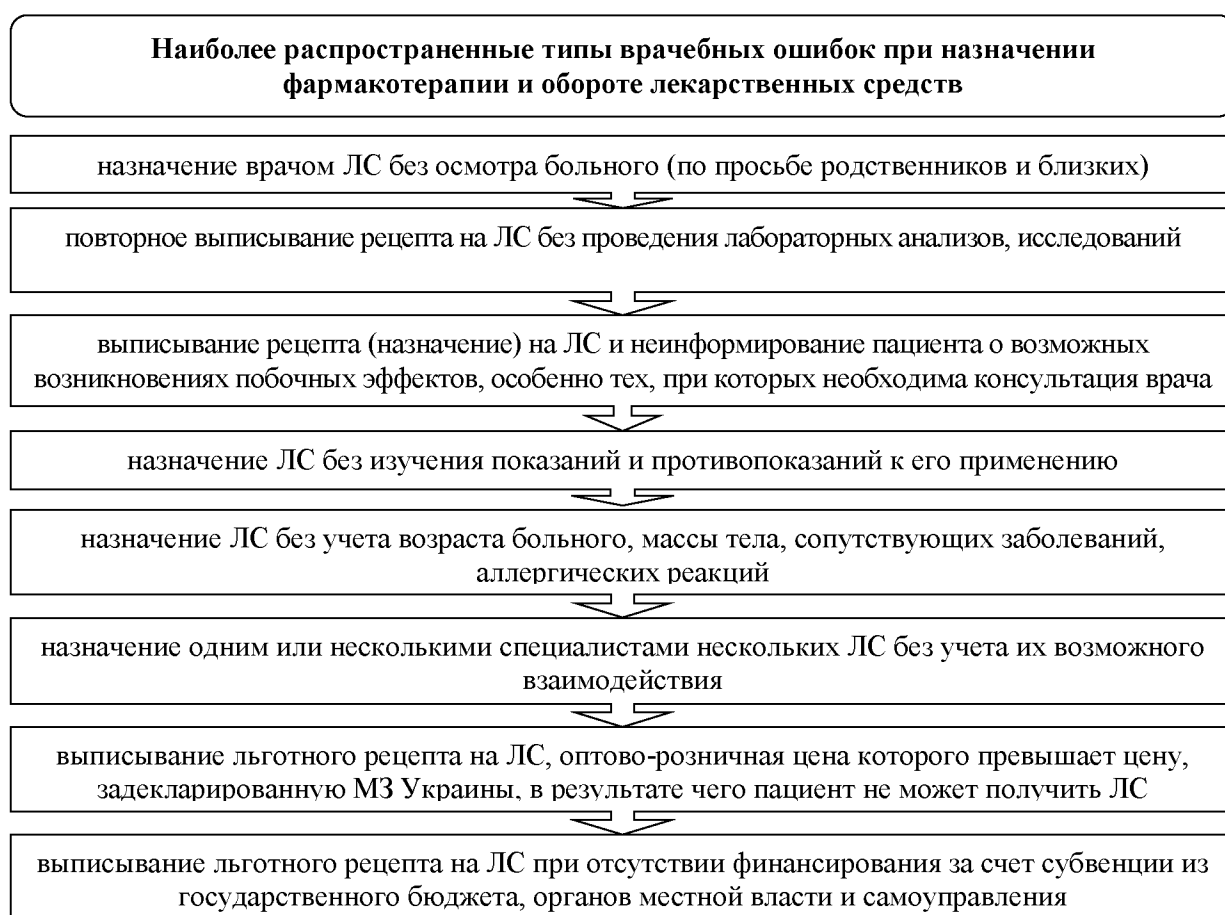 Наиболее распространенные типы врачебных ошибок при назначении
фармакотерапии и обороте лекарственных средств
назначение врачом ЛС без осмотра больного (по просьбе родственников и близких)
повторное выписывание рецепта на ЛС без проведения лабораторных анализов, исследований
выписывание рецепта (назначение) на ЛС и неинформирование пациента о возможных
возникновениях побочных эффектов, особенно тех, при которых необходима консультация врача
назначение ЛС без изучения показаний и противопоказаний к его применению
назначение ЛС без учета возраста больного, массы тела, сопутствующих заболеваний,
аллергических реакций
назначение одним или несколькими специалистами нескольких ЛС без учета их возможного
взаимодействия
выписывание льготного рецепта на ЛС, оптово-розничная цена которого превышает цену,
задекларированную МЗ Украины, в результате чего пациент не может получить ЛС
выписывание льготного рецепта на ЛС при отсутствии финансирования за счет субвенции из
государственного бюджета, органов местной власти и самоуправления